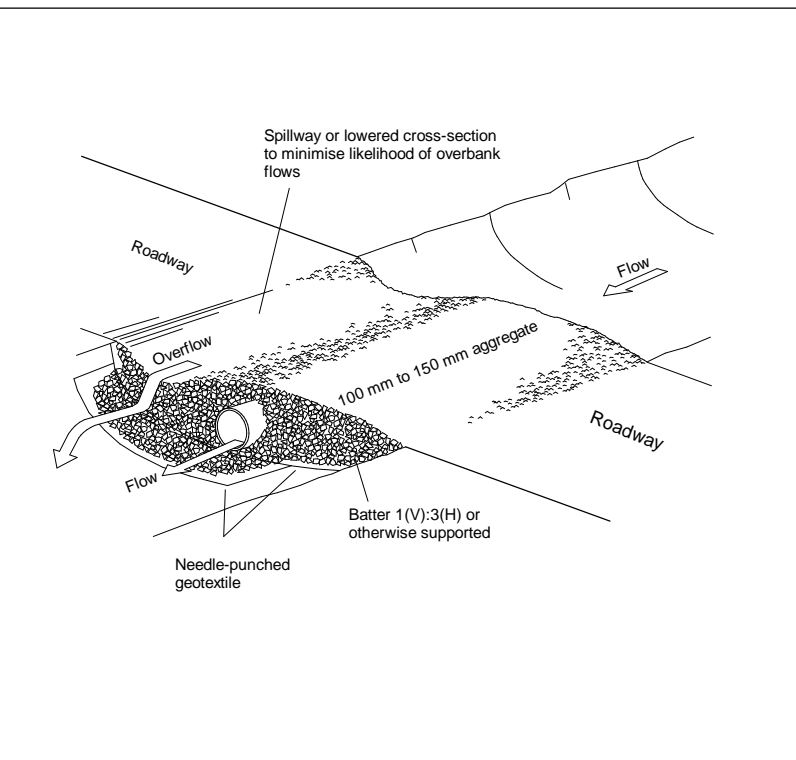 Spillway or lowered cross-section
to minimise likelihood of overbank
flows
Roadway
Flow
Overflow
100 mm to 150 mm aggregate
Roadway
Flow
Batter 1(V):3(H) or
otherwise supported
Needle-punched
geotextile